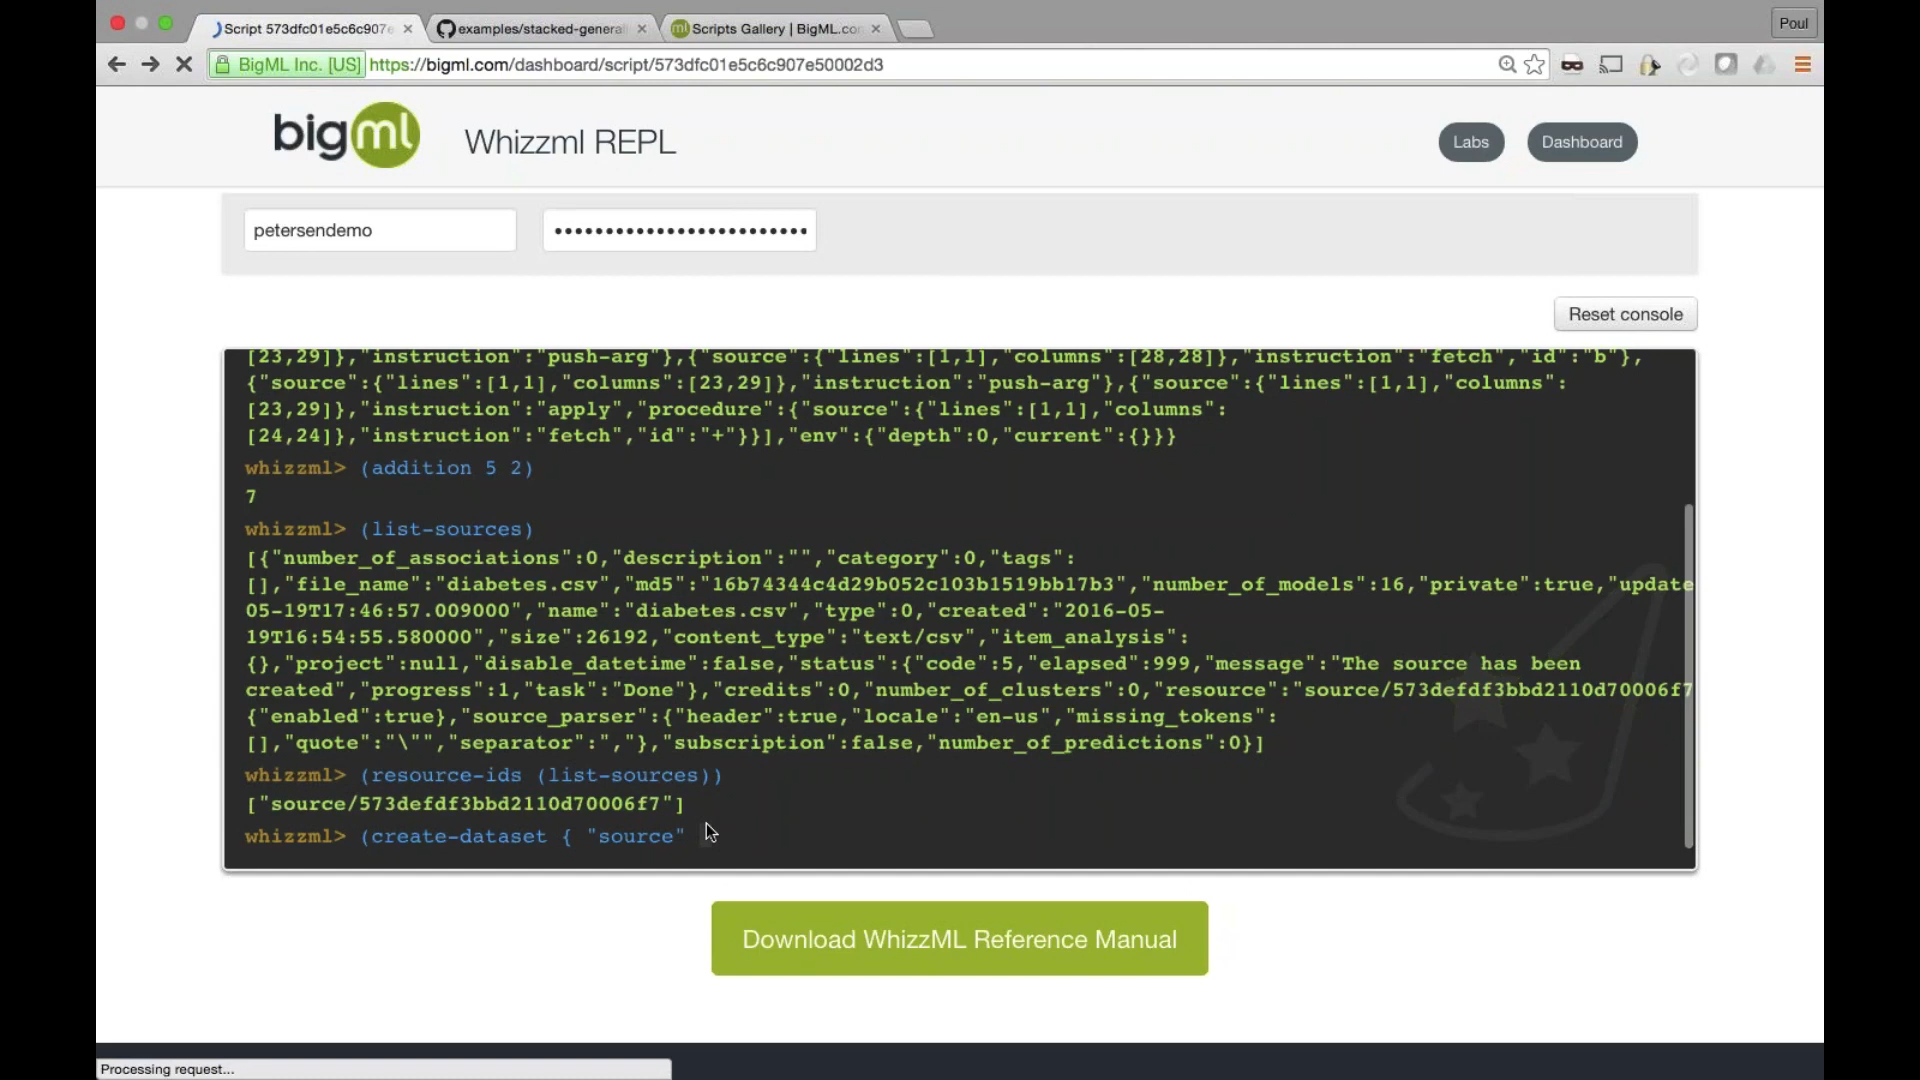 Script 573dfc01e5c6c907e
examples/stacked-general
Scripts Gallery | BigML.com
Poul
BigML Inc. [US] https://bigml.com/dashboard/script/573dfc01e5c6c907e50002d3
bigml
Whizzml REPL
Labs
Dashboard
petersendemo
Reset console
[23,29]},"instruction":"push-arg"},{"source":{"lines":[1,1],"columns":[28,28]},"instruction":"fetch","id":"b"},
{"source":{"lines":[1,1],"columns":[23,29]},"instruction":"push-arg"},{"source":{"lines":[1,1],"columns":
[23,29]},"instruction":"apply","procedure":{"source":{"lines":[1,1],"columns":
[24,24]},"instruction":"fetch","id":"+"}}],"env":{"depth":0,"current":{}}}
whizzml> (addition 5 2)
7
whizzml> (list-sources)
[{"number_of_associations":0,"description":"","category":0,"tags":
[],"file_name":"diabetes.csv","md5":"16b74344c4d29b052c103b1519bb17b3","number_of_models":16,"private":true,"update
05-19T17:46:57.009000","name":"diabetes.csv","type":0,"created":"2016-05-
19T16:54:55.580000","size":26192,"content_type":"text/csv","item_analysis":
{},"project":null,"disable_datetime":false,"status":{"code":5,"elapsed":999,"message":"The source has been
created","progress":1,"task":"Done"},"credits":0,"number_of_clusters":0,"resource":"source/573defdf3bbd2110d70006f7
{"enabled":true},"source_parser":{"header":true,"locale":"en-us","missing_tokens":
[],"quote":"\"","separator":","},"subscription":false,"number_of_predictions":0}]
whizzml> (resource-ids (list-sources))
["source/573defdf3bbd2110d70006f7"]
whizzml> (create-dataset { "source"
Download WhizzML Reference Manual
Processing request...